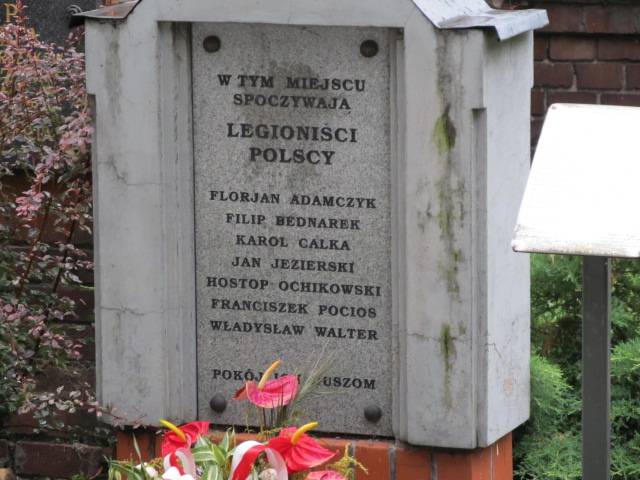 W TYM MIEJSCU
SPOCZYWAJĄ
LEGIONIŚCI
POLSCY
FLORJAN ADAMCZYK
FILIP BEDNAREK
KAROL CALKA
JAN JEZIERSKI
HOSTOP OCHIKOWSKI
FRANCISZEK POCIOS
WŁADYSŁAW WALTER